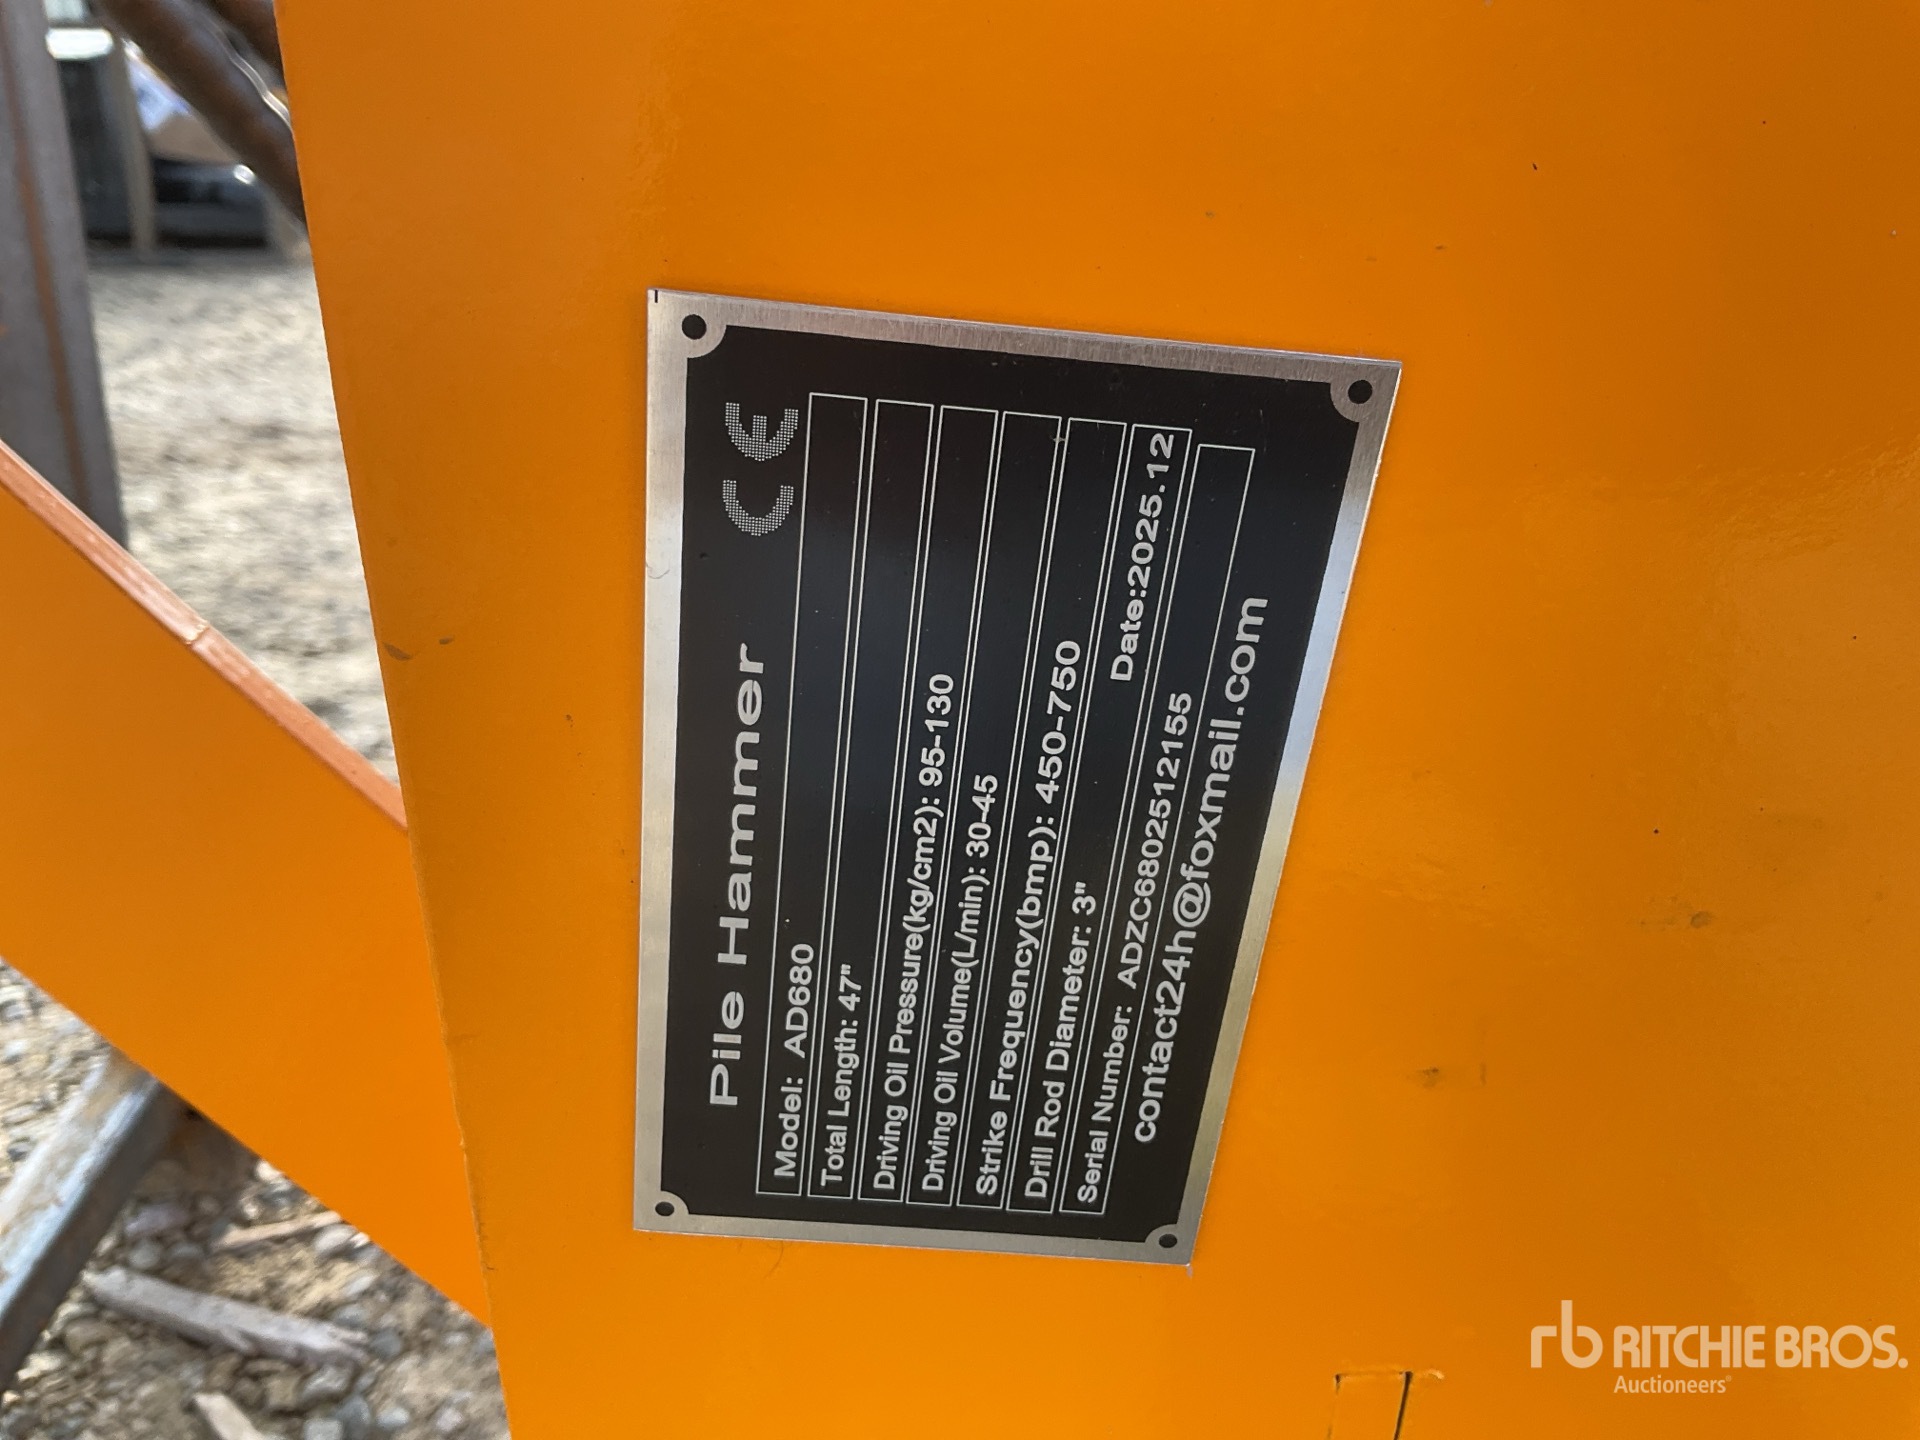 Pile Hammer CE
Model: AD680
Total Length: 47"
Driving Oil Pressure(kg/cm2): 95-130
Driving Oil Volume(L/min): 30-45
Strike Frequency(bmp): 450-750
Drill Rod Diameter: 3" Date:2025.12
Serial Number: ADZC6802512155
contact24h@foxmail.com
rb RITCHIE BROS.
Auctioneers®